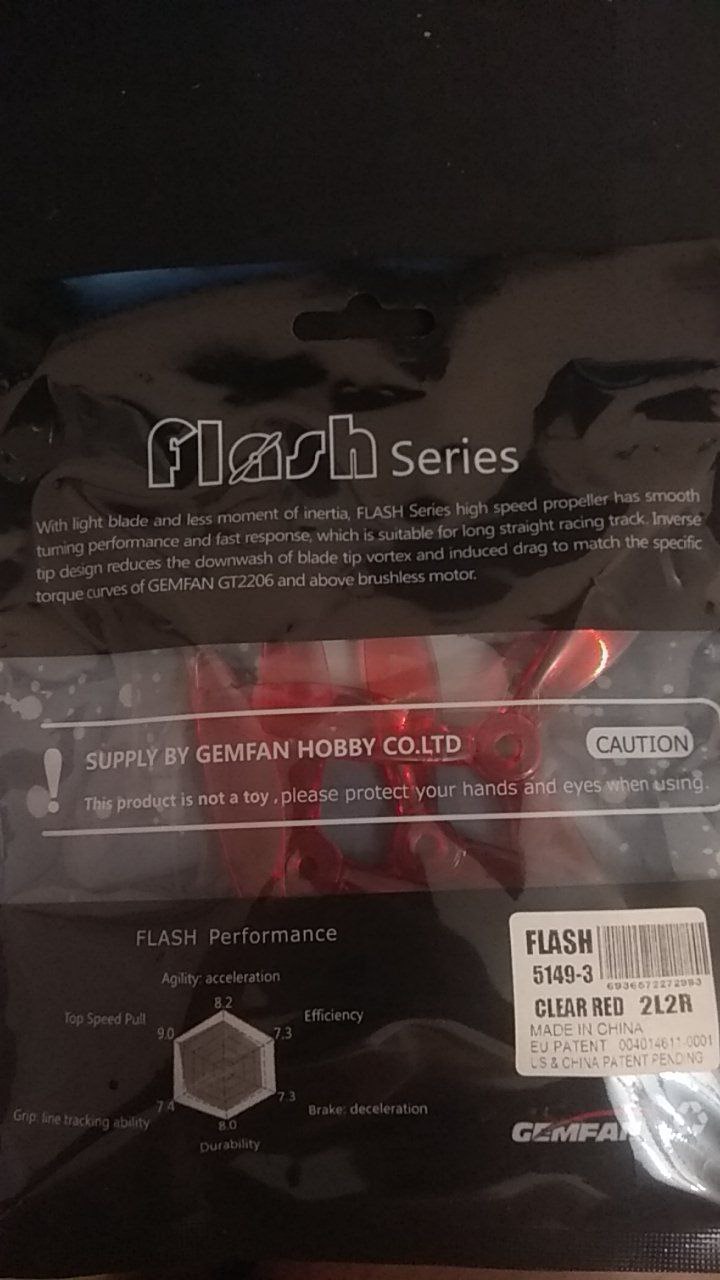 flash Series
With light blade and less moment of inertia, FLASH Series high speed propeller has smooth
turning performance and fast response, which is suitable for long straight racing track. Inverse
tip design reduces the downwash of blade tip vortex and induced drag to match the specific
torque curves of GEMFAN GT2206 and above brushless motor.
! SUPPLY BY GEMFAN HOBBY CO.LTD CAUTION
This product is not a toy , please protect your hands and eyes when using.
FLASH Performance
Agility: acceleration
8.2
Top Speed Pull
9.0
Efficiency
7.3
7.3
Brake: deceleration
7.4
Grip: line tracking ability
8.0
Durability
FLASH
5149-3
6936572272993
CLEAR RED 2L2R
MADE IN CHINA
EU PATENT 004014611-0001
US & CHINA PATENT PENDING
GEMFAN